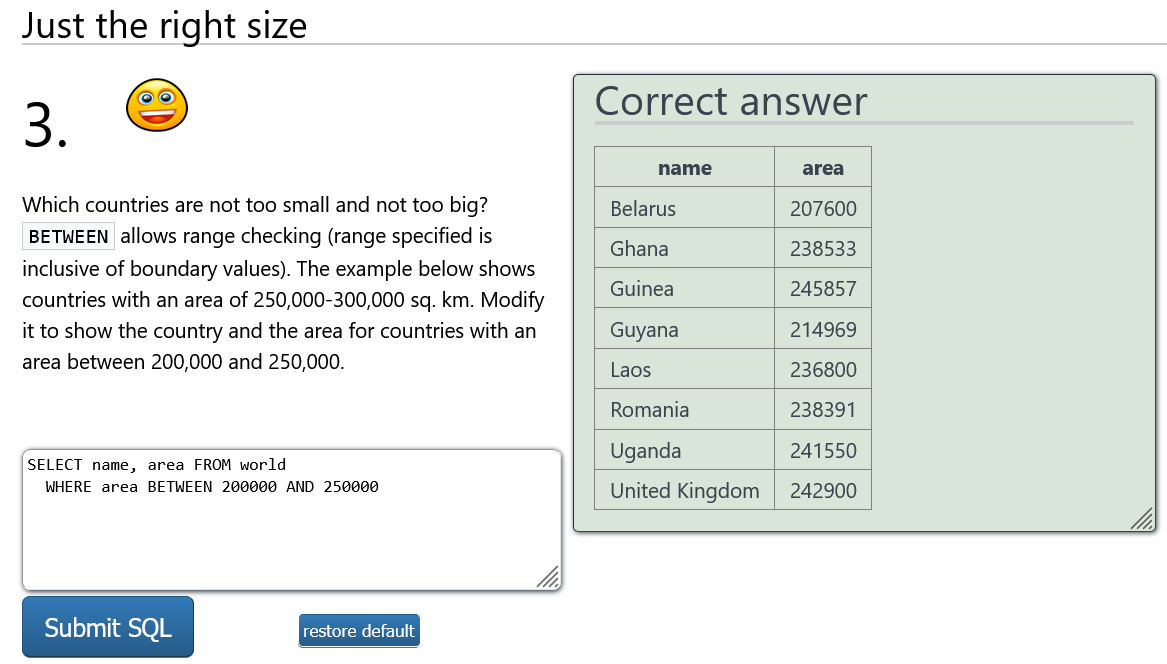 Just the right size
3.
Which countries are not too small and not too big?
BETWEEN allows range checking (range specified is
inclusive of boundary values). The example below shows
countries with an area of 250,000-300,000 sq. km. Modify
it to show the country and the area for countries with an
area between 200,000 and 250,000.
SELECT name, area FROM world
WHERE area BETWEEN 200000 AND 250000
Submit SQL
restore default
Correct answer
name area
Belarus 207600
Ghana 238533
Guinea 245857
Guyana 214969
Laos 236800
Romania 238391
Uganda 241550
United Kingdom 242900